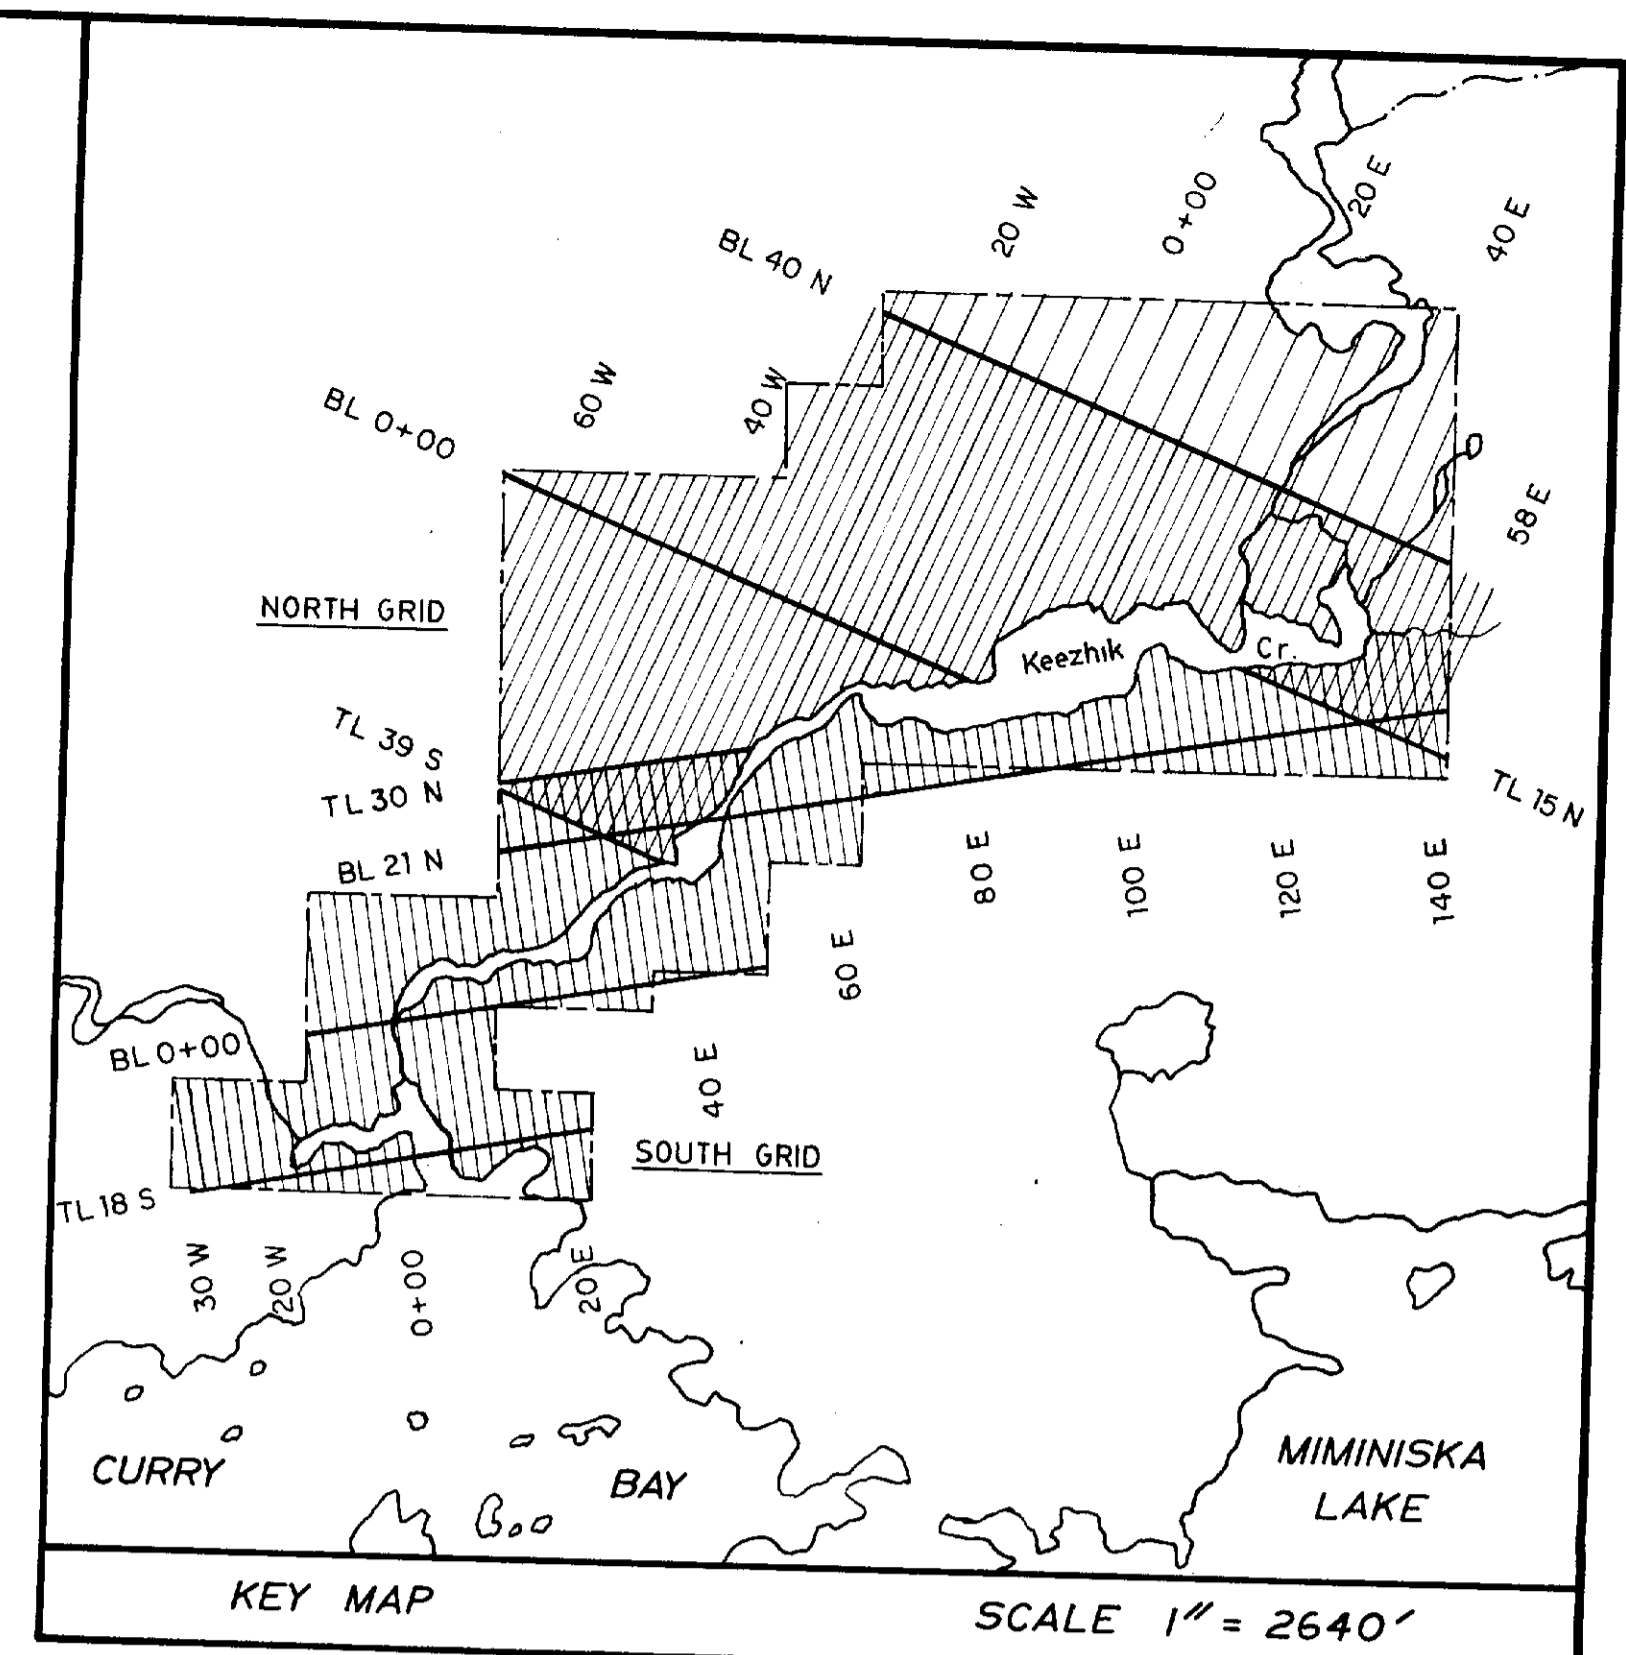 20 E
0+00
20 W
40 E
BL 40 N
60 W
40 W
BL 0+00
58 E
NORTH GRID
Keezhik Cr.
TL 39 S
TL 30 N
TL 15 N
BL 21 N
80 E
100 E
120 E
140 E
60 E
BL 0+00
40 E
SOUTH GRID
TL 18 S
30 W
20 W
0+00
20 E
CURRY BAY
MIMINISKA
LAKE
KEY MAP
SCALE 1" = 2640'